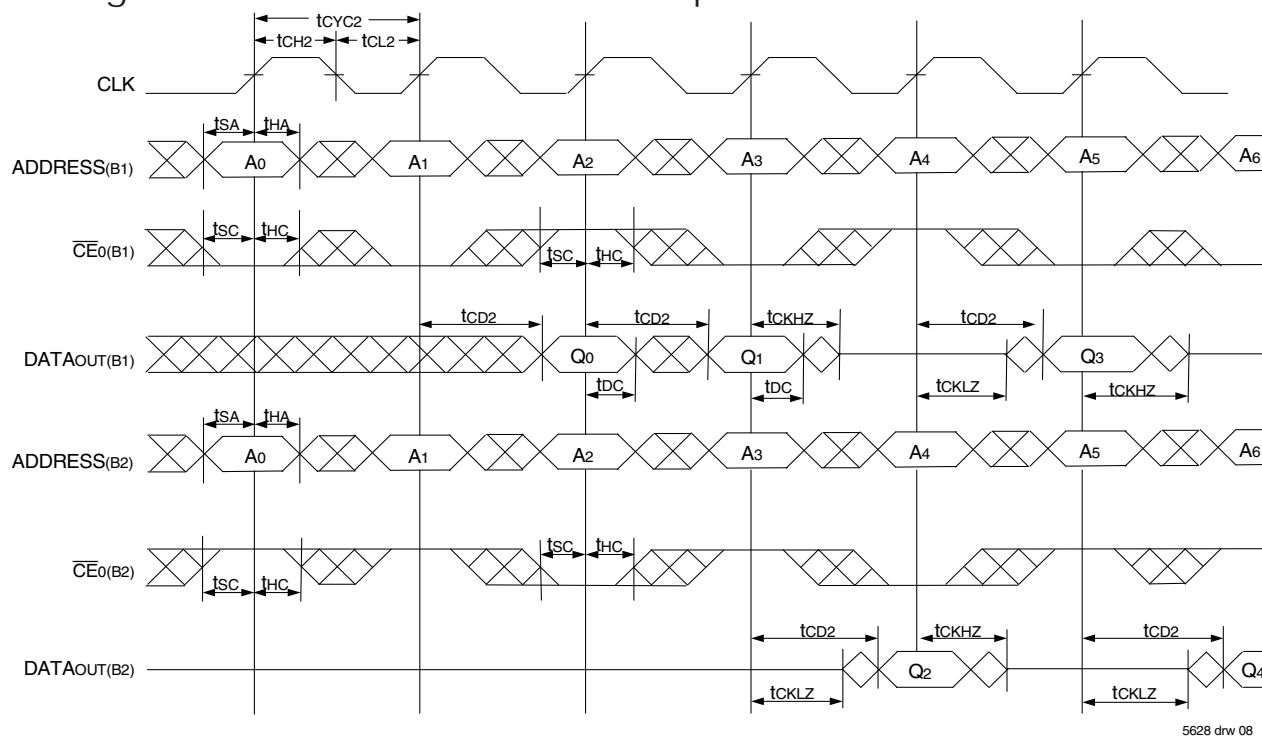 tCYC2
tCH2 tCL2
CLK
tSA tHA
ADDRESS(B1) A0 A1 A2 A3 A4 A5 A6
tSC tHC tSC tHC
CE0(B1)
tCD2 tCD2 tCKHZ tCD2
DATAOUT(B1) Q0 Q1 Q3
tDC tDC tCKLZ tCKHZ
tSA tHA
ADDRESS(B2) A0 A1 A2 A3 A4 A5 A6
tSC tHC
CE0(B2)
tSC tHC
tCD2 tCKHZ tCD2
DATAOUT(B2) Q2 Q4
tCKLZ tCKLZ
5628 drw 08